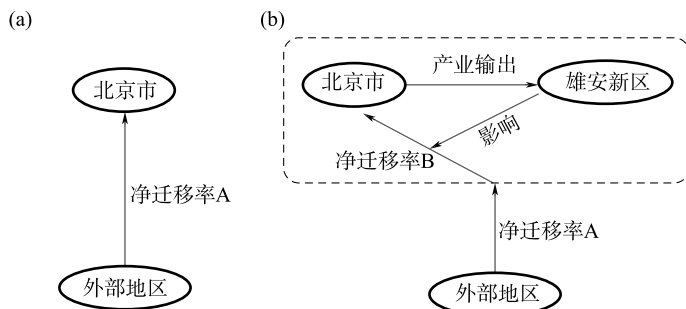 (a)
北京市
净迁移率A
外部地区
(b)
北京市
产业输出
雄安新区
影响
净迁移率B
净迁移率A
外部地区